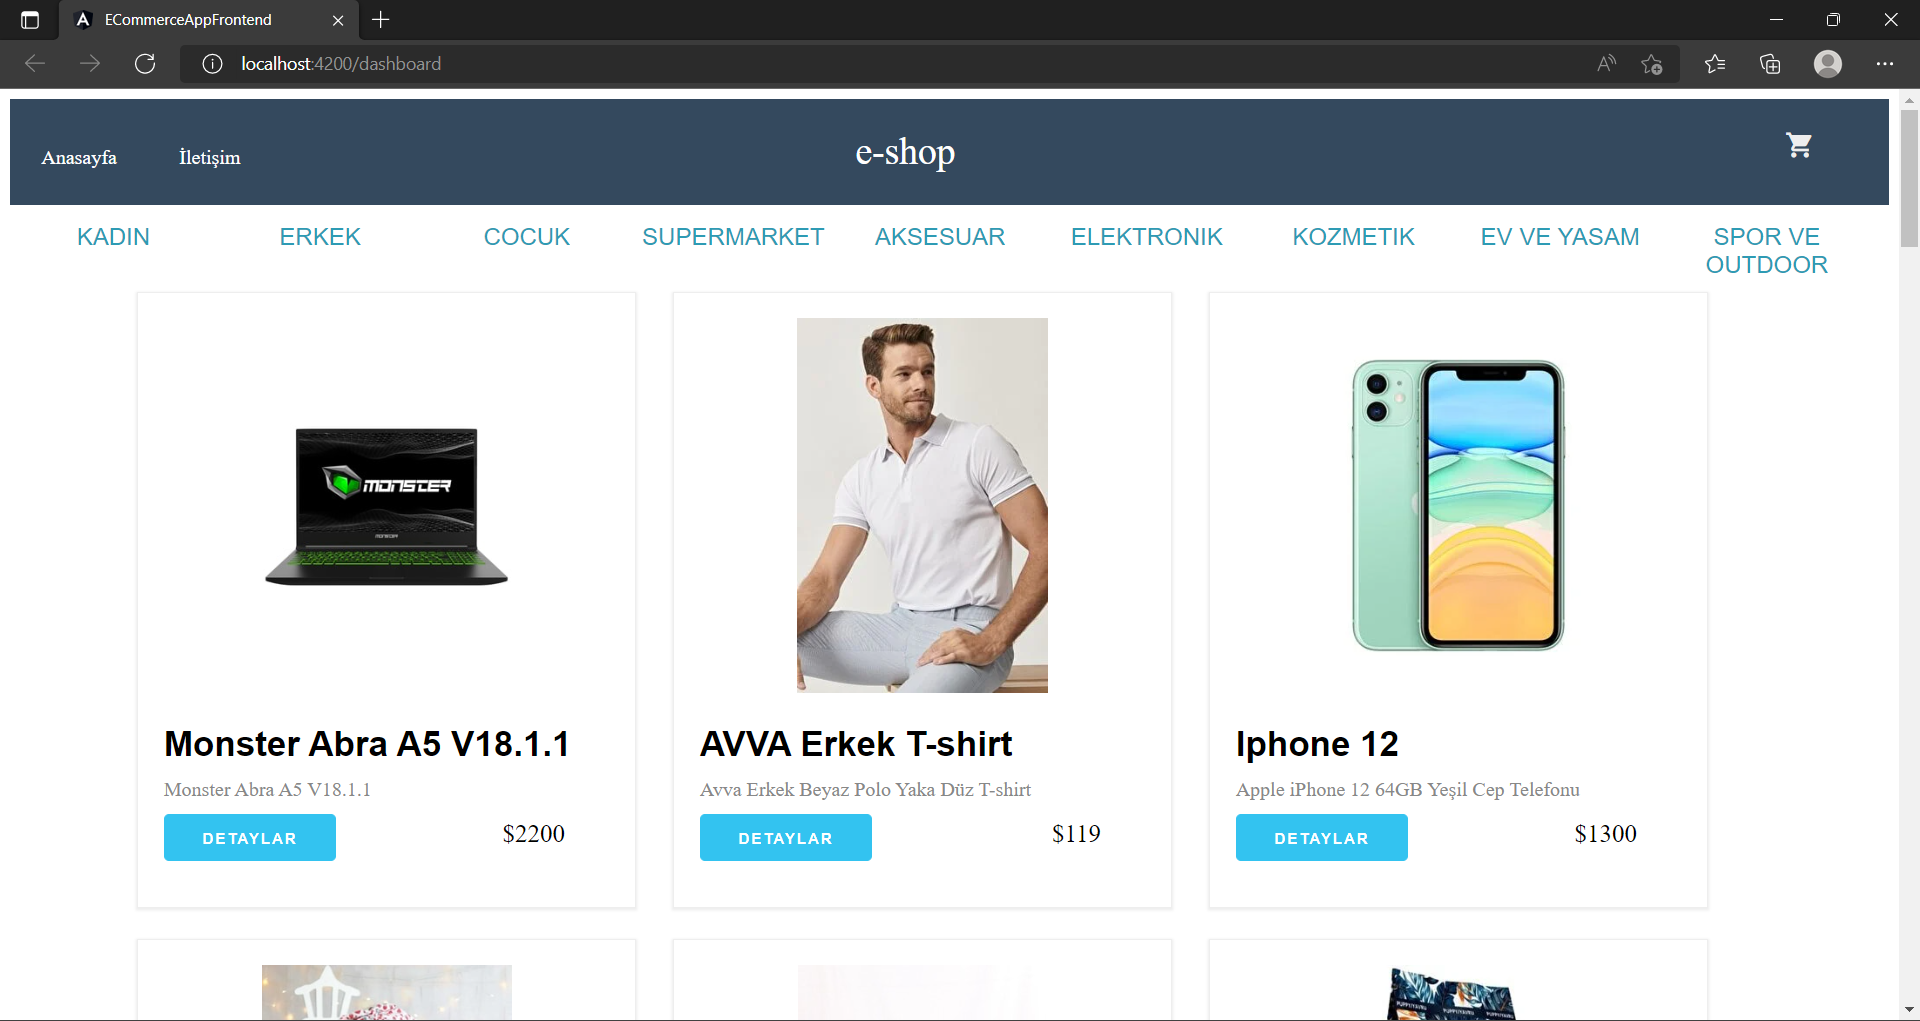 ECommerceAppFrontend
localhost:4200/dashboard
Anasayfa İletişim e-shop
KADIN ERKEK COCUK SUPERMARKET AKSESUAR ELEKTRONIK KOZMETIK EV VE YASAM SPOR VE
OUTDOOR
MONSTER
Monster Abra A5 V18.1.1
Monster Abra A5 V18.1.1
DETAYLAR $2200
AVVA Erkek T-shirt
Avva Erkek Beyaz Polo Yaka Düz T-shirt
DETAYLAR $119
Iphone 12
Apple iPhone 12 64GB Yeşil Cep Telefonu
DETAYLAR $1300